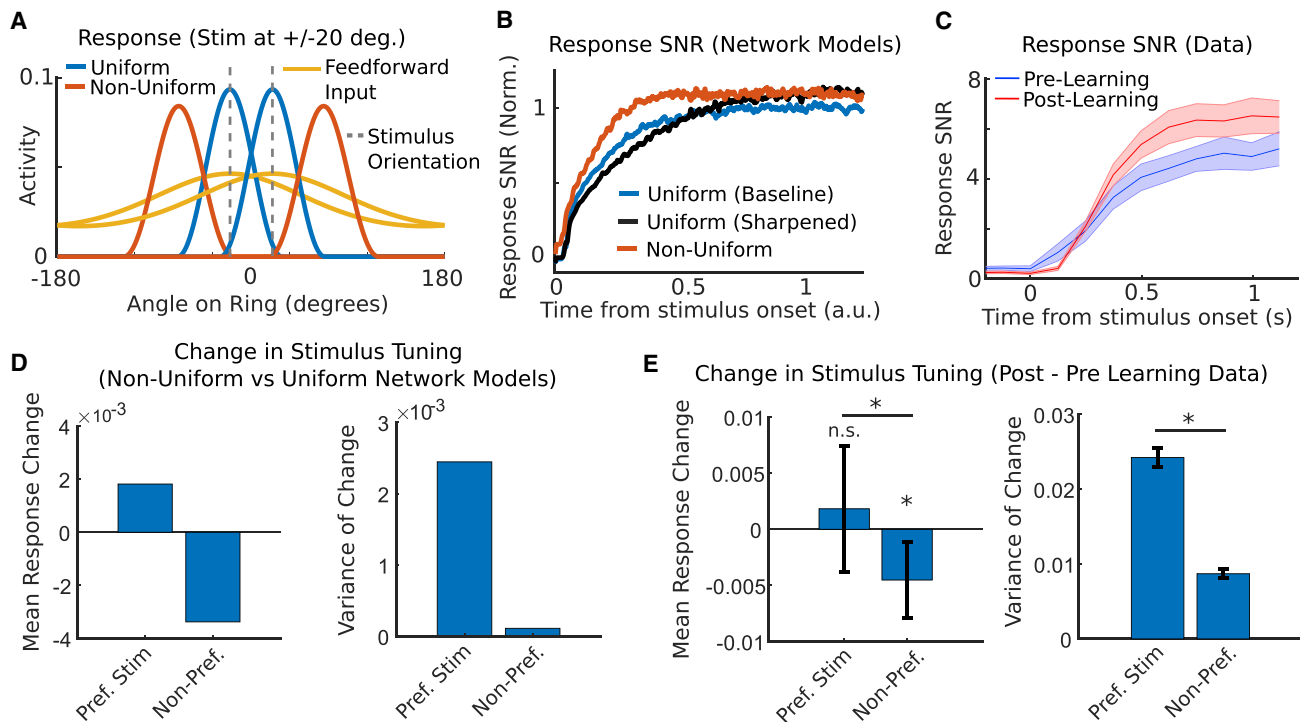 A
Response (Stim at +/-20 deg.)
Uniform
Non-Uniform
Feedforward
Input
Stimulus
Orientation
Activity
0.1
0
-180
0
180
Angle on Ring (degrees)
B
Response SNR (Network Models)
Response SNR (Norm.)
1
0
Uniform (Baseline)
Uniform (Sharpened)
Non-Uniform
0
0.5
1
Time from stimulus onset (a.u.)
C
Response SNR (Data)
Pre-Learning
Post-Learning
Response SNR
8
4
0
0
0.5
1
Time from stimulus onset (s)
D
Change in Stimulus Tuning
(Non-Uniform vs Uniform Network Models)
Mean Response Change
×10-3
4
2
0
-2
-4
Pref. Stim
Non-Pref.
Variance of Change
×10-3
3
2
1
0
Pref. Stim
Non-Pref.
E
Change in Stimulus Tuning (Post - Pre Learning Data)
Mean Response Change
0.01
0.005
0
-0.005
-0.01
*
n.s.
*
Pref. Stim
Non-Pref.
Variance of Change
0.03
0.02
0.01
0
*
Pref. Stim
Non-Pref.